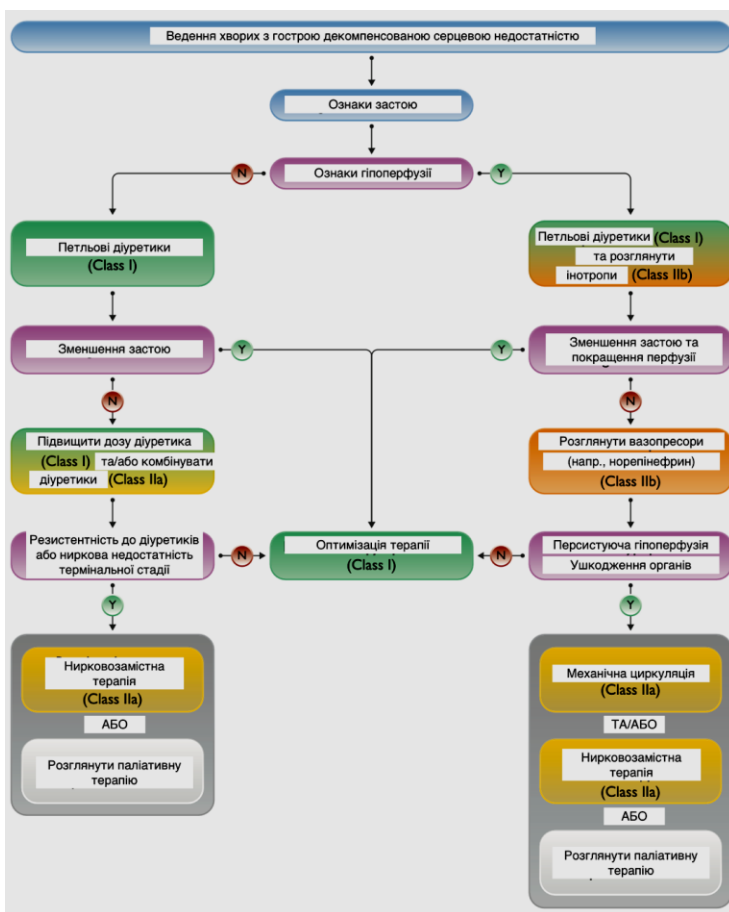 Ведення хворих з гострою декомпенсованою серцевою недостатністю
Ознаки застою
Ознаки гіпоперфузії
N
Y
Петльові діуретики
(Class I)
Петльові діуретики (Class I)
та розглянути
інотропи (Class IIb)
Зменшення застою
Y
Y
Зменшення застою та
покращення перфузії
N
N
Підвищити дозу діуретика
(Class I) та/або комбінувати
діуретики (Class IIa)
Розглянути вазопресори
(напр., норепінефрин)
(Class IIb)
Резистентність до діуретиків
або ниркова недостатність
термінальної стадії
N
Оптимізація терапії
(Class I)
N
Персистуюча гіпоперфузія
Ушкодження органів
Y
Y
Нирковозамістна
терапія
(Class IIa)
АБО
Розглянути паліативну
терапію
Механічна циркуляція
(Class IIa)
ТА/АБО
Нирковозамістна
терапія
(Class IIa)
АБО
Розглянути паліативну
терапію